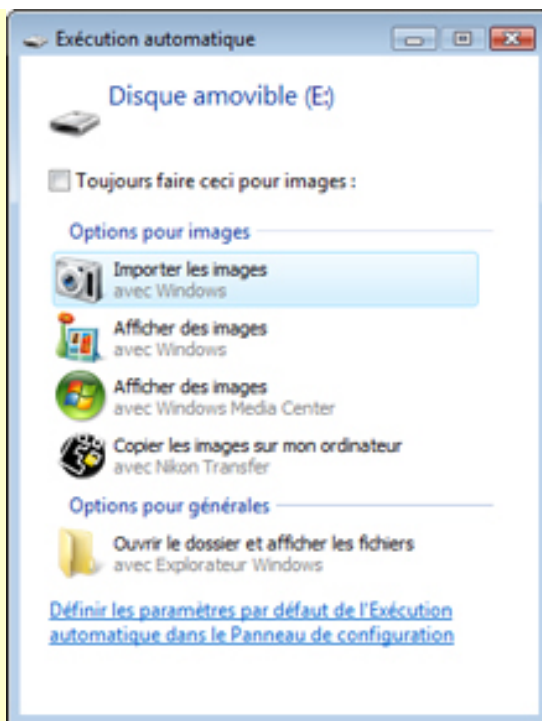 Exécution automatique
Disque amovible (E:)
Toujours faire ceci pour images :
Options pour images
Importer les images
avec Windows
Afficher des images
avec Windows
Afficher des images
avec Windows Media Center
Copier les images sur mon ordinateur
avec Nikon Transfer
Options pour générales
Ouvrir le dossier et afficher les fichiers
avec Explorateur Windows
Définir les paramètres par défaut de l'Exécution
automatique dans le Panneau de configuration